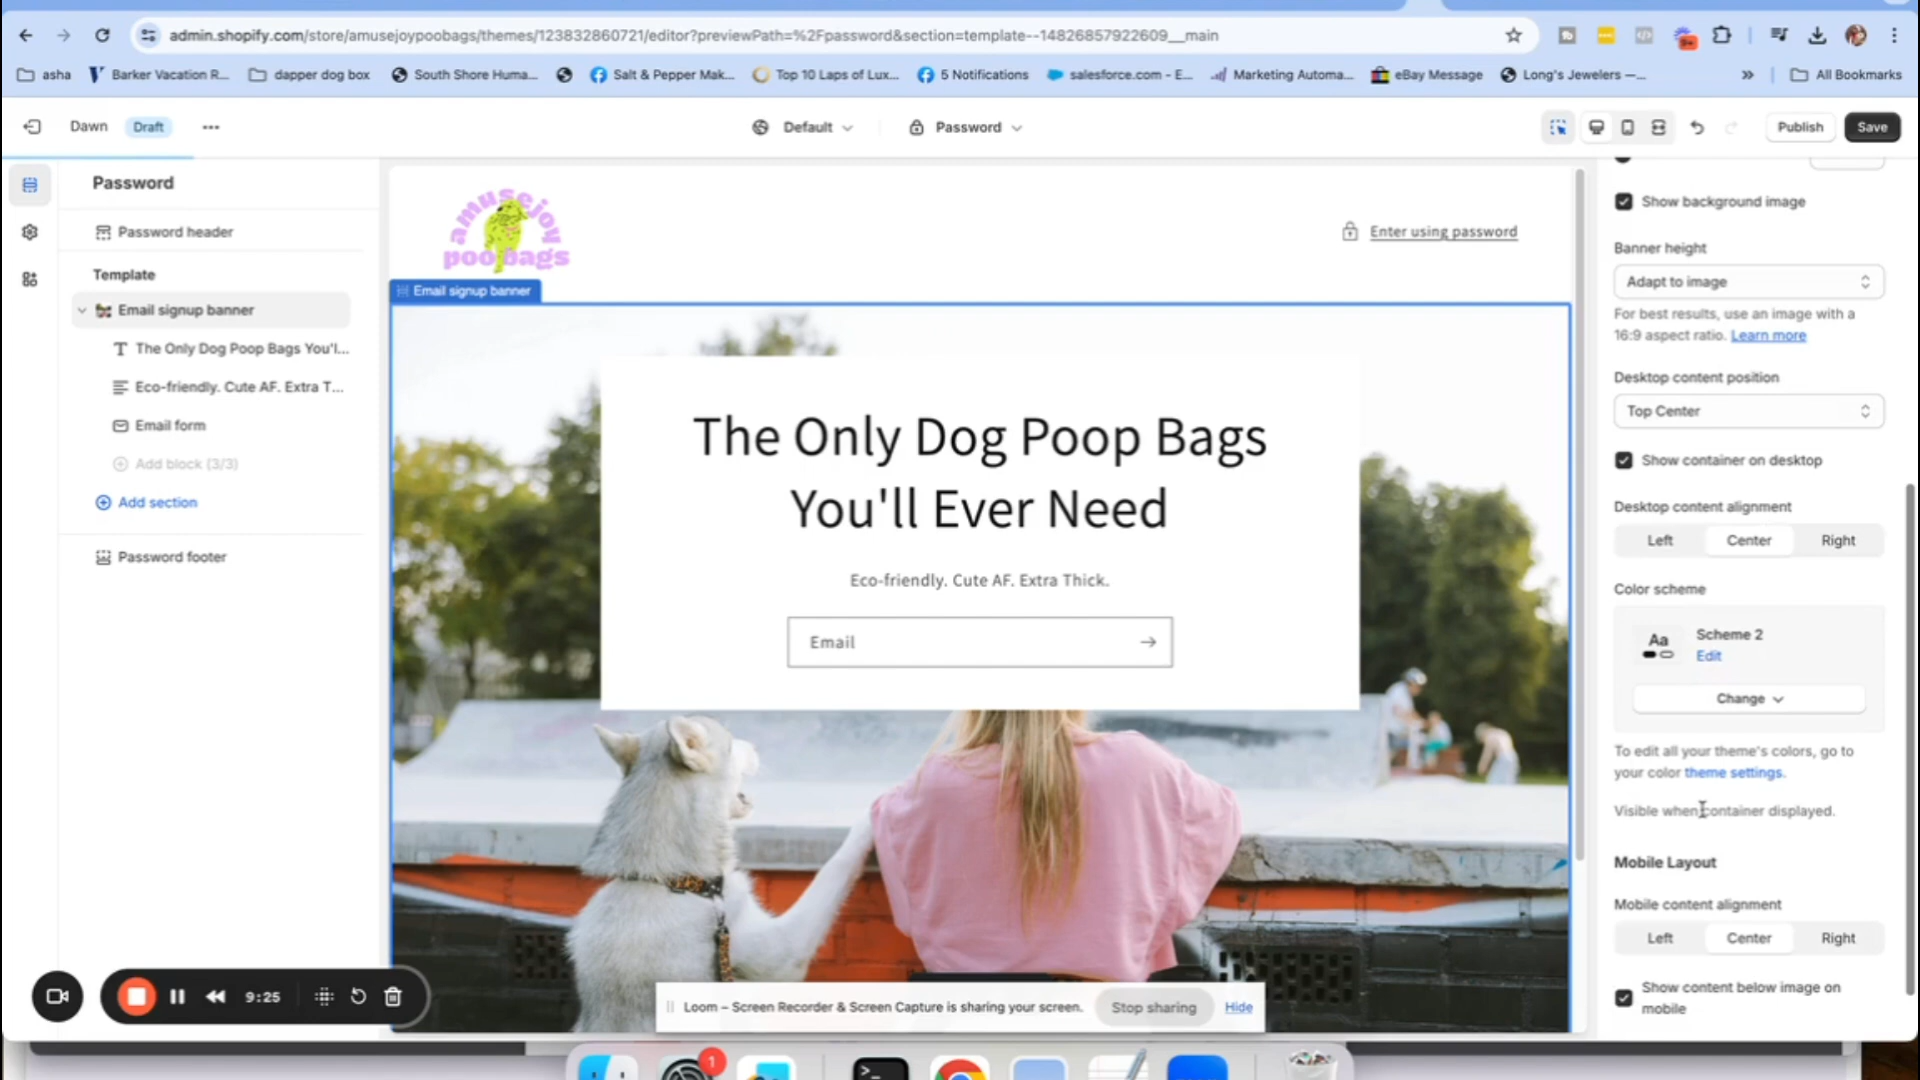 admin.shopify.com/store/amusejoypoobags/themes/123832860721/editor?previewPath=%2Fpassword&section=template--14826857922609__main
9+
asha
Barker Vacation R...
dapper dog box
South Shore Huma...
Salt & Pepper Mak...
Top 10 Laps of Lux...
5 Notifications
salesforce.com - E...
Marketing Automa...
eBay Message
Long's Jewelers —...
»
All Bookmarks
Dawn
Draft
Default
Password
Publish
Save
Password
Password header
Template
Email signup banner
The Only Dog Poop Bags You'l...
Eco-friendly. Cute AF. Extra T...
Email form
Add block (3/3)
Add section
Password footer
amusejoy
poobags
Enter using password
Email signup banner
The Only Dog Poop Bags
You'll Ever Need
Eco-friendly. Cute AF. Extra Thick.
Email
Show background image
Banner height
Adapt to image
For best results, use an image with a
16:9 aspect ratio. Learn more
Desktop content position
Top Center
Show container on desktop
Desktop content alignment
Left
Center
Right
Color scheme
Aa
Scheme 2
Edit
Change
To edit all your theme's colors, go to
your color theme settings.
Visible when container displayed.
Mobile Layout
Mobile content alignment
Left
Center
Right
Show content below image on
mobile
9:25
Loom – Screen Recorder & Screen Capture is sharing your screen.
Stop sharing
Hide
1